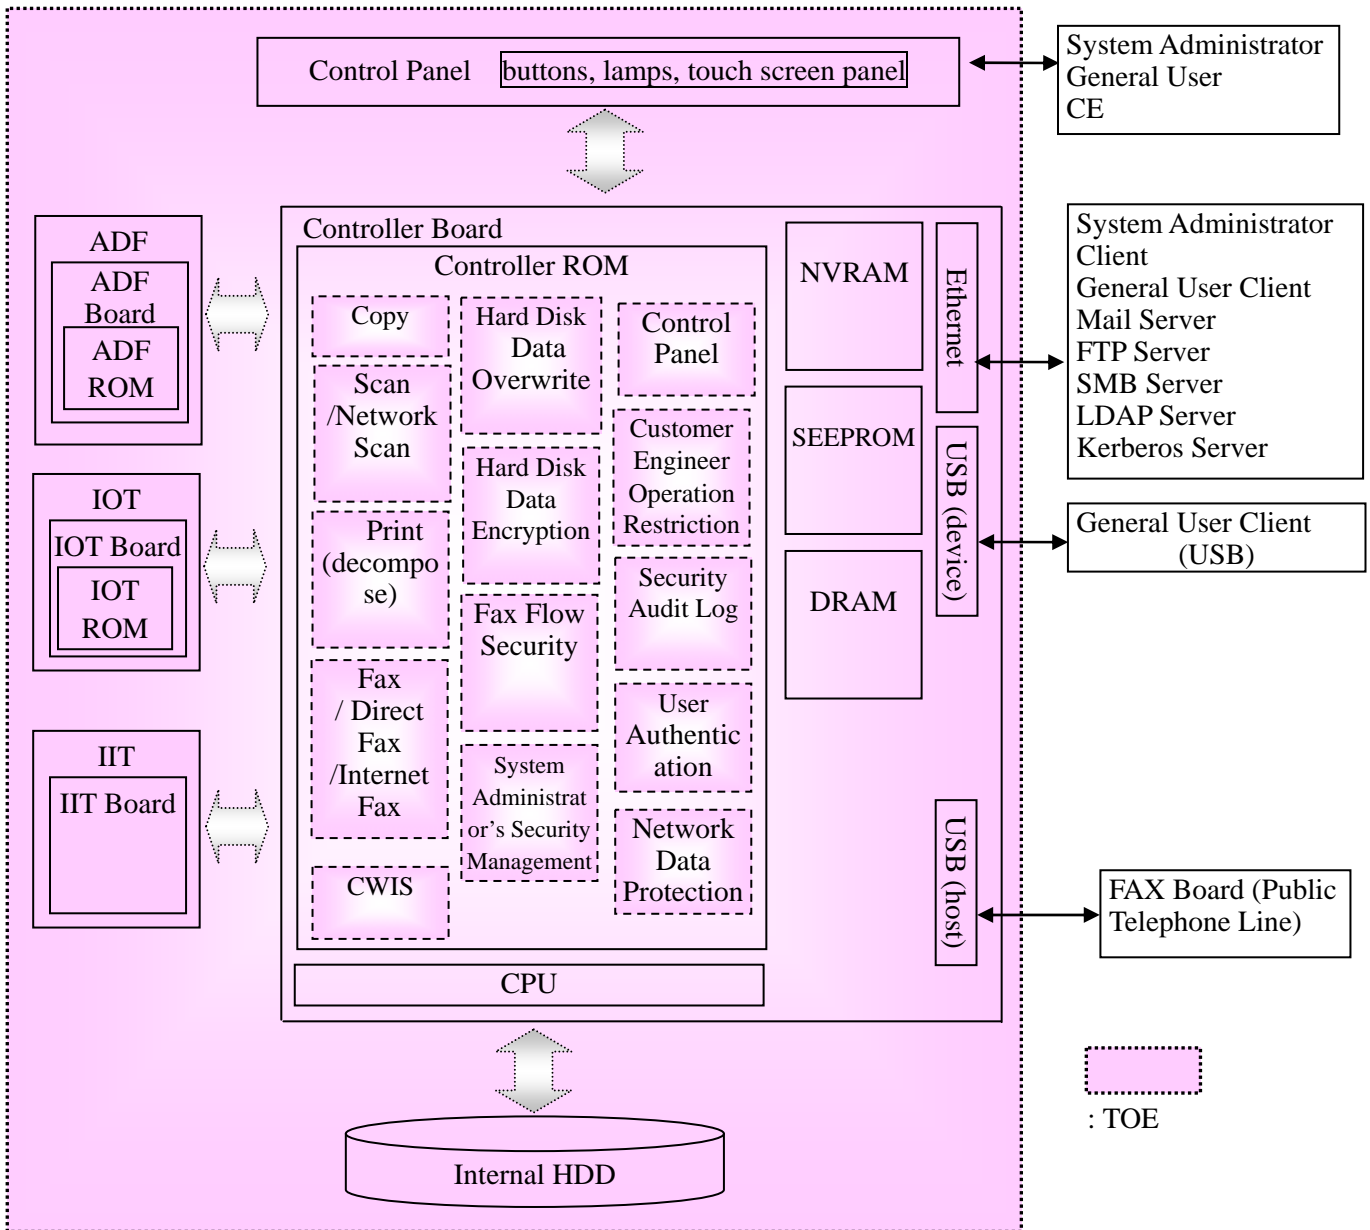 Control Panel
buttons, lamps, touch screen panel
System Administrator
General User
CE
ADF
ADF
Board
ADF
ROM
IOT
IOT Board
IOT
ROM
IIT
IIT Board
Controller Board
Controller ROM
Copy
Scan
/Network
Scan
Print
(decompo
se)
Fax
/ Direct
Fax
/Internet
Fax
CWIS
Hard Disk
Data
Overwrite
Hard Disk
Data
Encryption
Fax Flow
Security
System
Administrat
or’s Security
Management
Control
Panel
Customer
Engineer
Operation
Restriction
Security
Audit Log
User
Authentic
ation
Network
Data
Protection
CPU
NVRAM
SEEPROM
DRAM
Ethernet
USB (device)
USB (host)
System Administrator
Client
General User Client
Mail Server
FTP Server
SMB Server
LDAP Server
Kerberos Server
General User Client
(USB)
FAX Board (Public
Telephone Line)
Internal HDD
: TOE